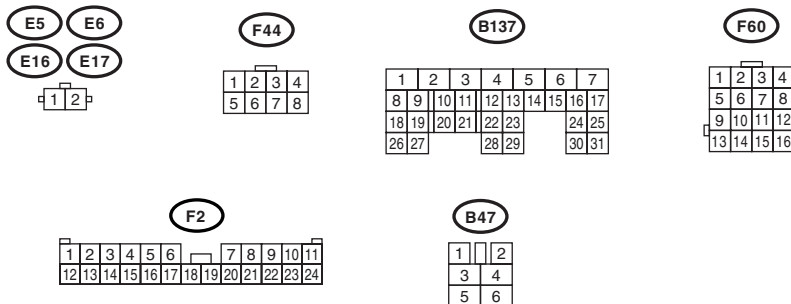 E5 E6
E16 E17
1 2
F44
1 2 3 4
5 6 7 8
B137
1 2 3 4 5 6 7
8 9 10 11 12 13 14 15 16 17
18 19 20 21 22 23 24 25
26 27 28 29 30 31
F60
1 2 3 4
5 6 7 8
9 10 11 12
13 14 15 16
F2
1 2 3 4 5 6 7 8 9 10 11
12 13 14 15 16 17 18 19 20 21 22 23 24
B47
1 2
3 4
5 6